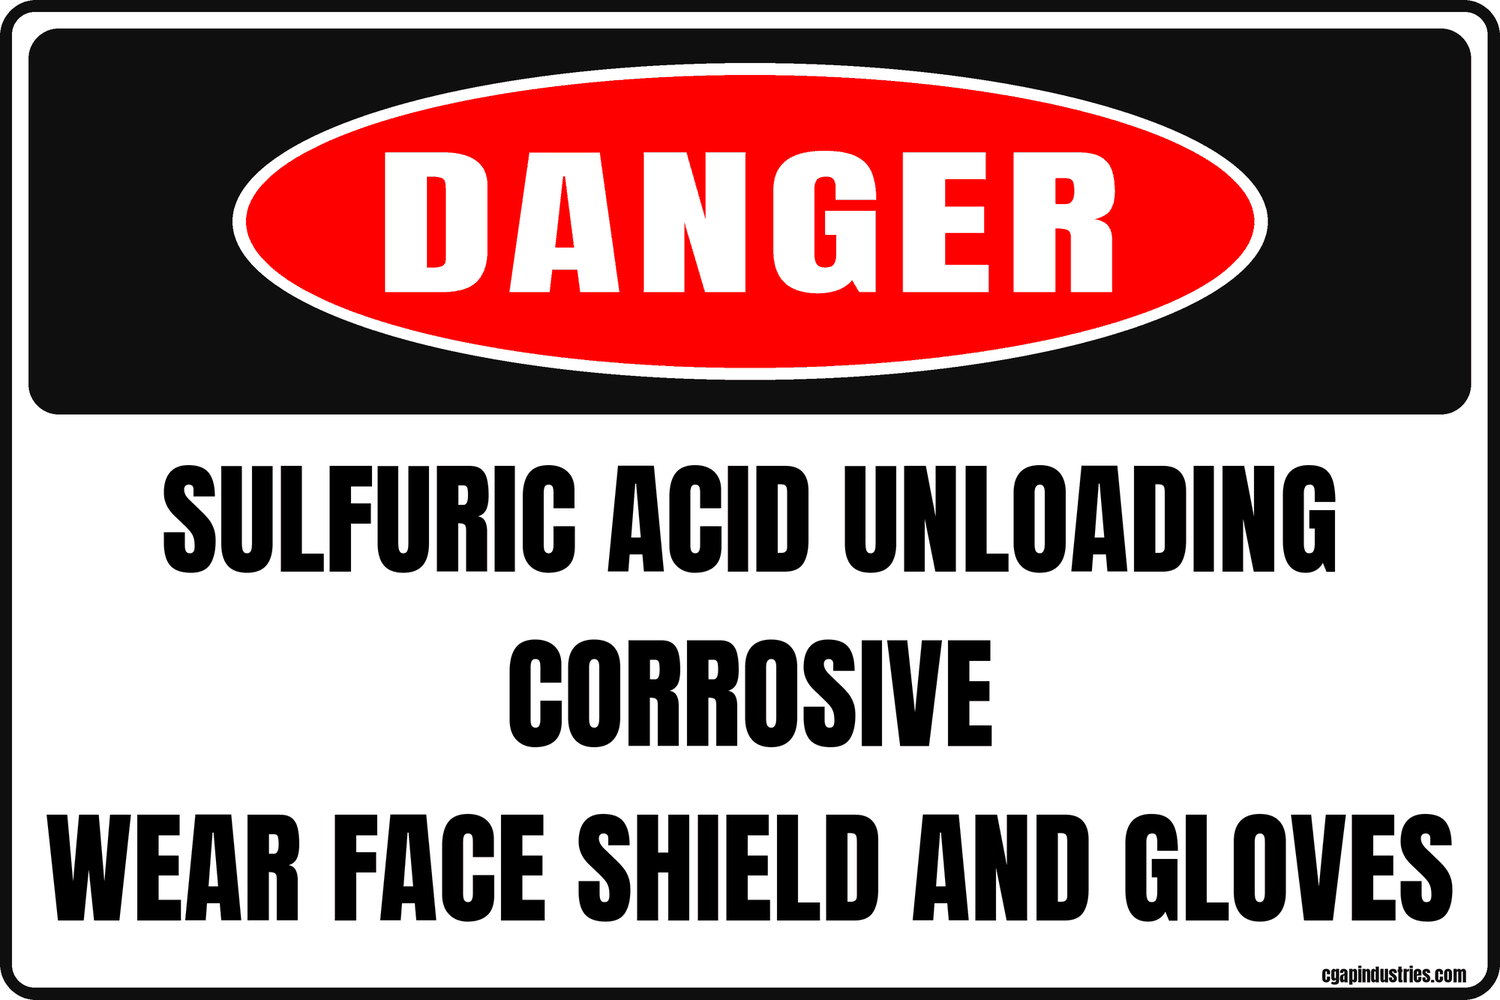 DANGER
SULFURIC ACID UNLOADING
CORROSIVE
WEAR FACE SHIELD AND GLOVES
cgapindustries.com